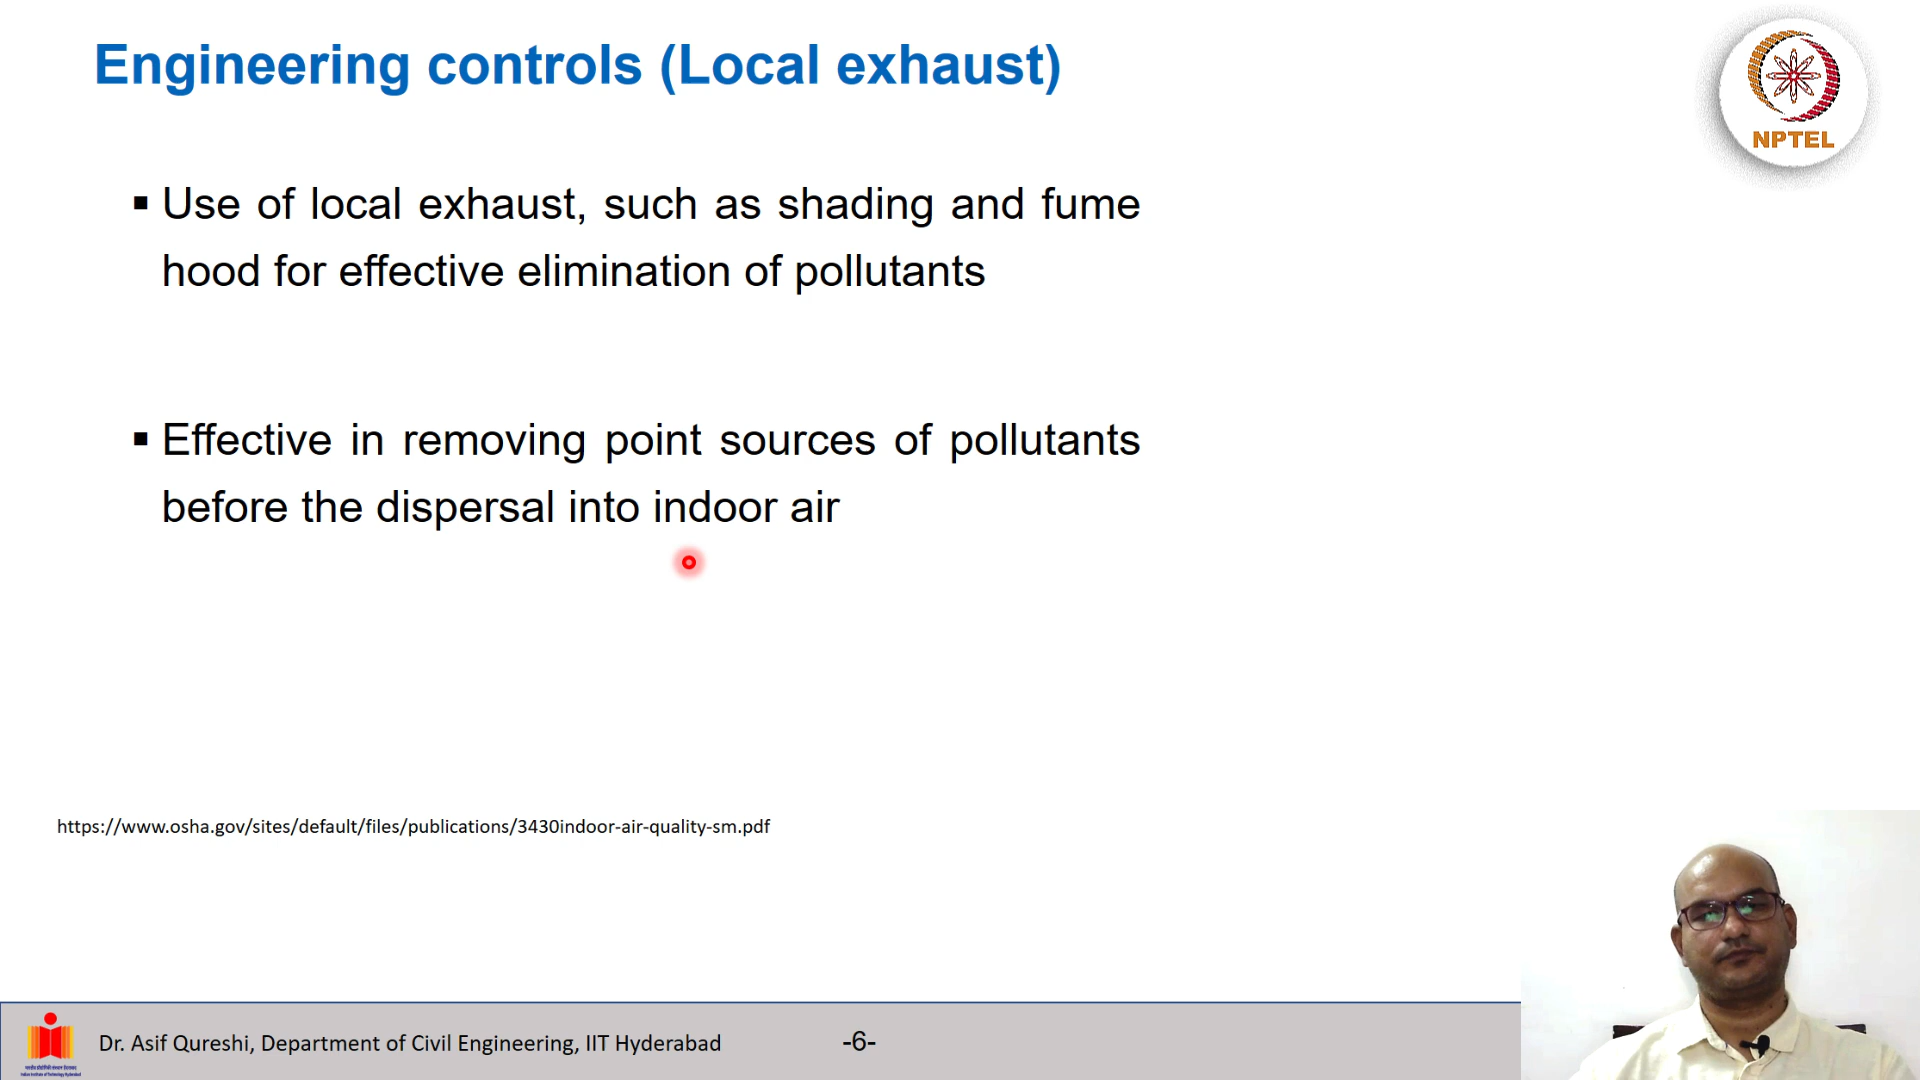 Engineering controls (Local exhaust)
NPTEL
▪ Use of local exhaust, such as shading and fume
hood for effective elimination of pollutants
▪ Effective in removing point sources of pollutants
before the dispersal into indoor air
https://www.osha.gov/sites/default/files/publications/3430indoor-air-quality-sm.pdf
Dr. Asif Qureshi, Department of Civil Engineering, IIT Hyderabad
-6-